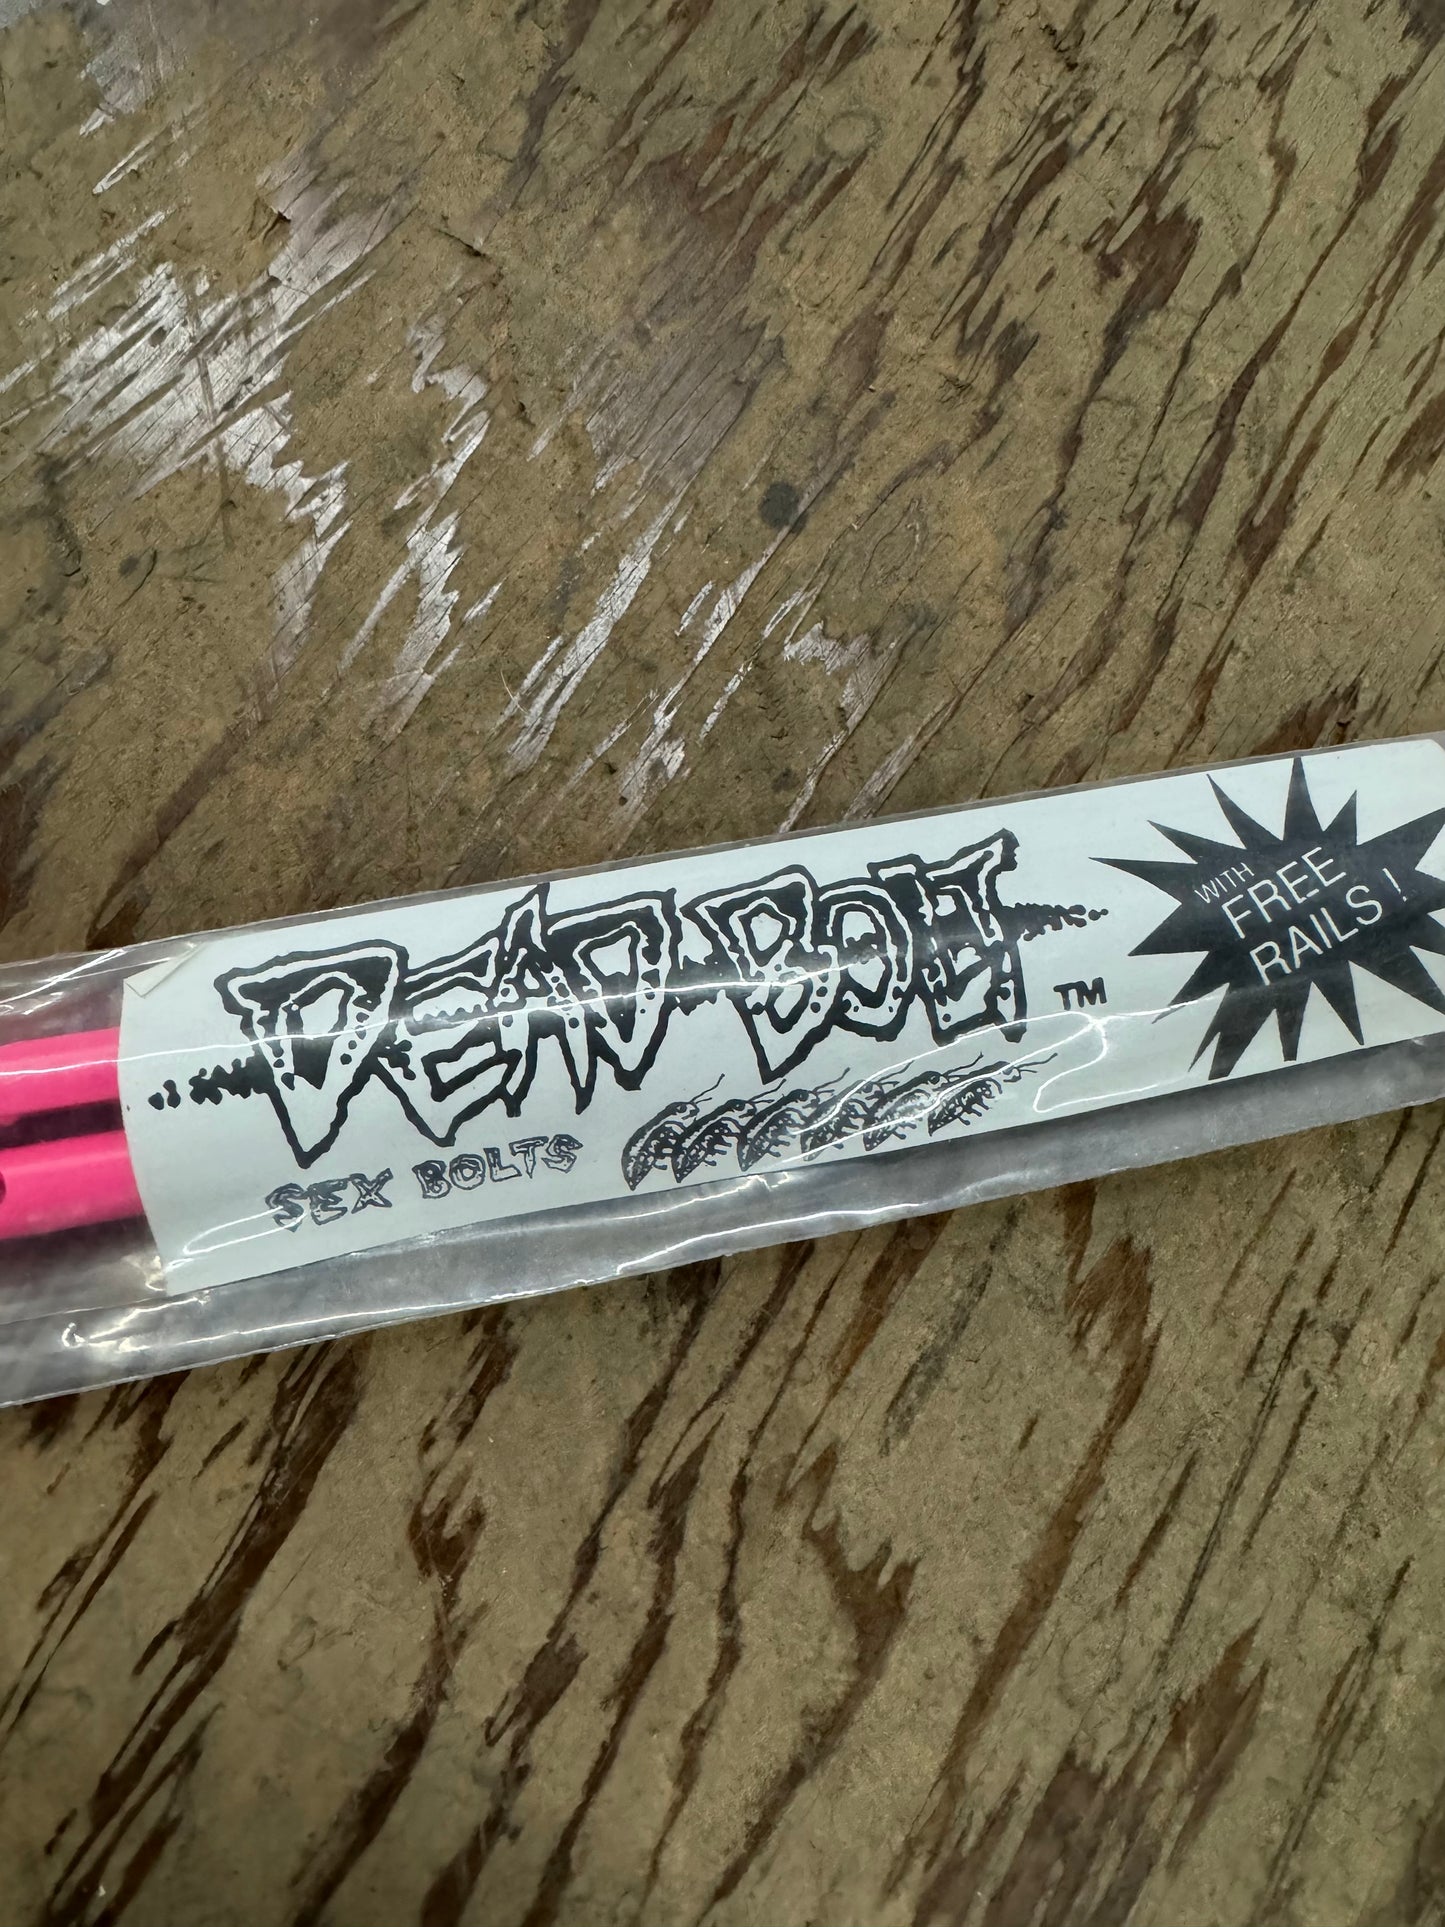 DEAD-BOLT
TM
SEX BOLTS
WITH
FREE
RAILS!